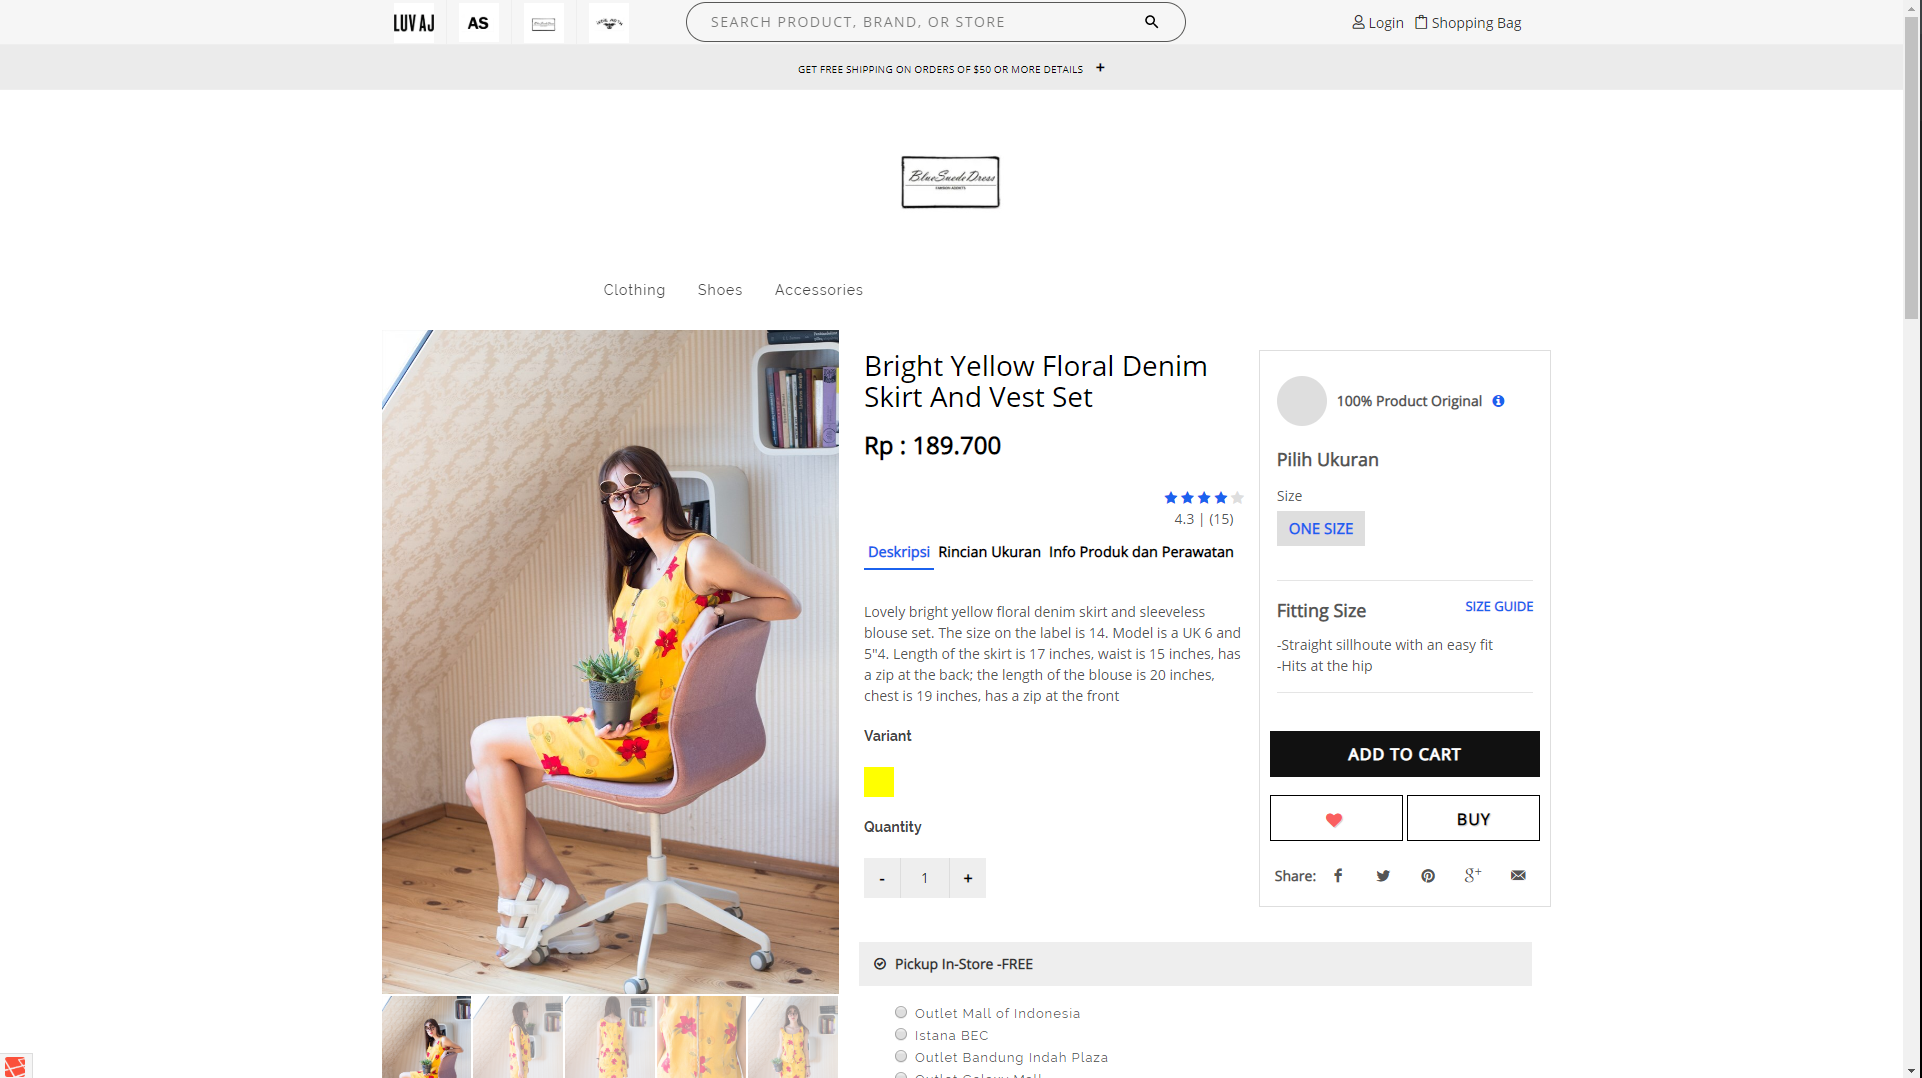 LUV AJ
AS
SEARCH PRODUCT, BRAND, OR STORE
Login
Shopping Bag
GET FREE SHIPPING ON ORDERS OF $50 OR MORE DETAILS +
BlueSuedeDress
Clothing
Shoes
Accessories
Bright Yellow Floral Denim
Skirt And Vest Set
Rp : 189.700
4.3 | (15)
Deskripsi
Rincian Ukuran
Info Produk dan Perawatan
Lovely bright yellow floral denim skirt and sleeveless
blouse set. The size on the label is 14. Model is a UK 6 and
5"4. Length of the skirt is 17 inches, waist is 15 inches, has
a zip at the back; the length of the blouse is 20 inches,
chest is 19 inches, has a zip at the front
Variant
Quantity
- 1 +
100% Product Original
Pilih Ukuran
Size
ONE SIZE
Fitting Size
SIZE GUIDE
-Straight sillhoute with an easy fit
-Hits at the hip
ADD TO CART
BUY
Share:
Pickup In-Store -FREE
Outlet Mall of Indonesia
Istana BEC
Outlet Bandung Indah Plaza